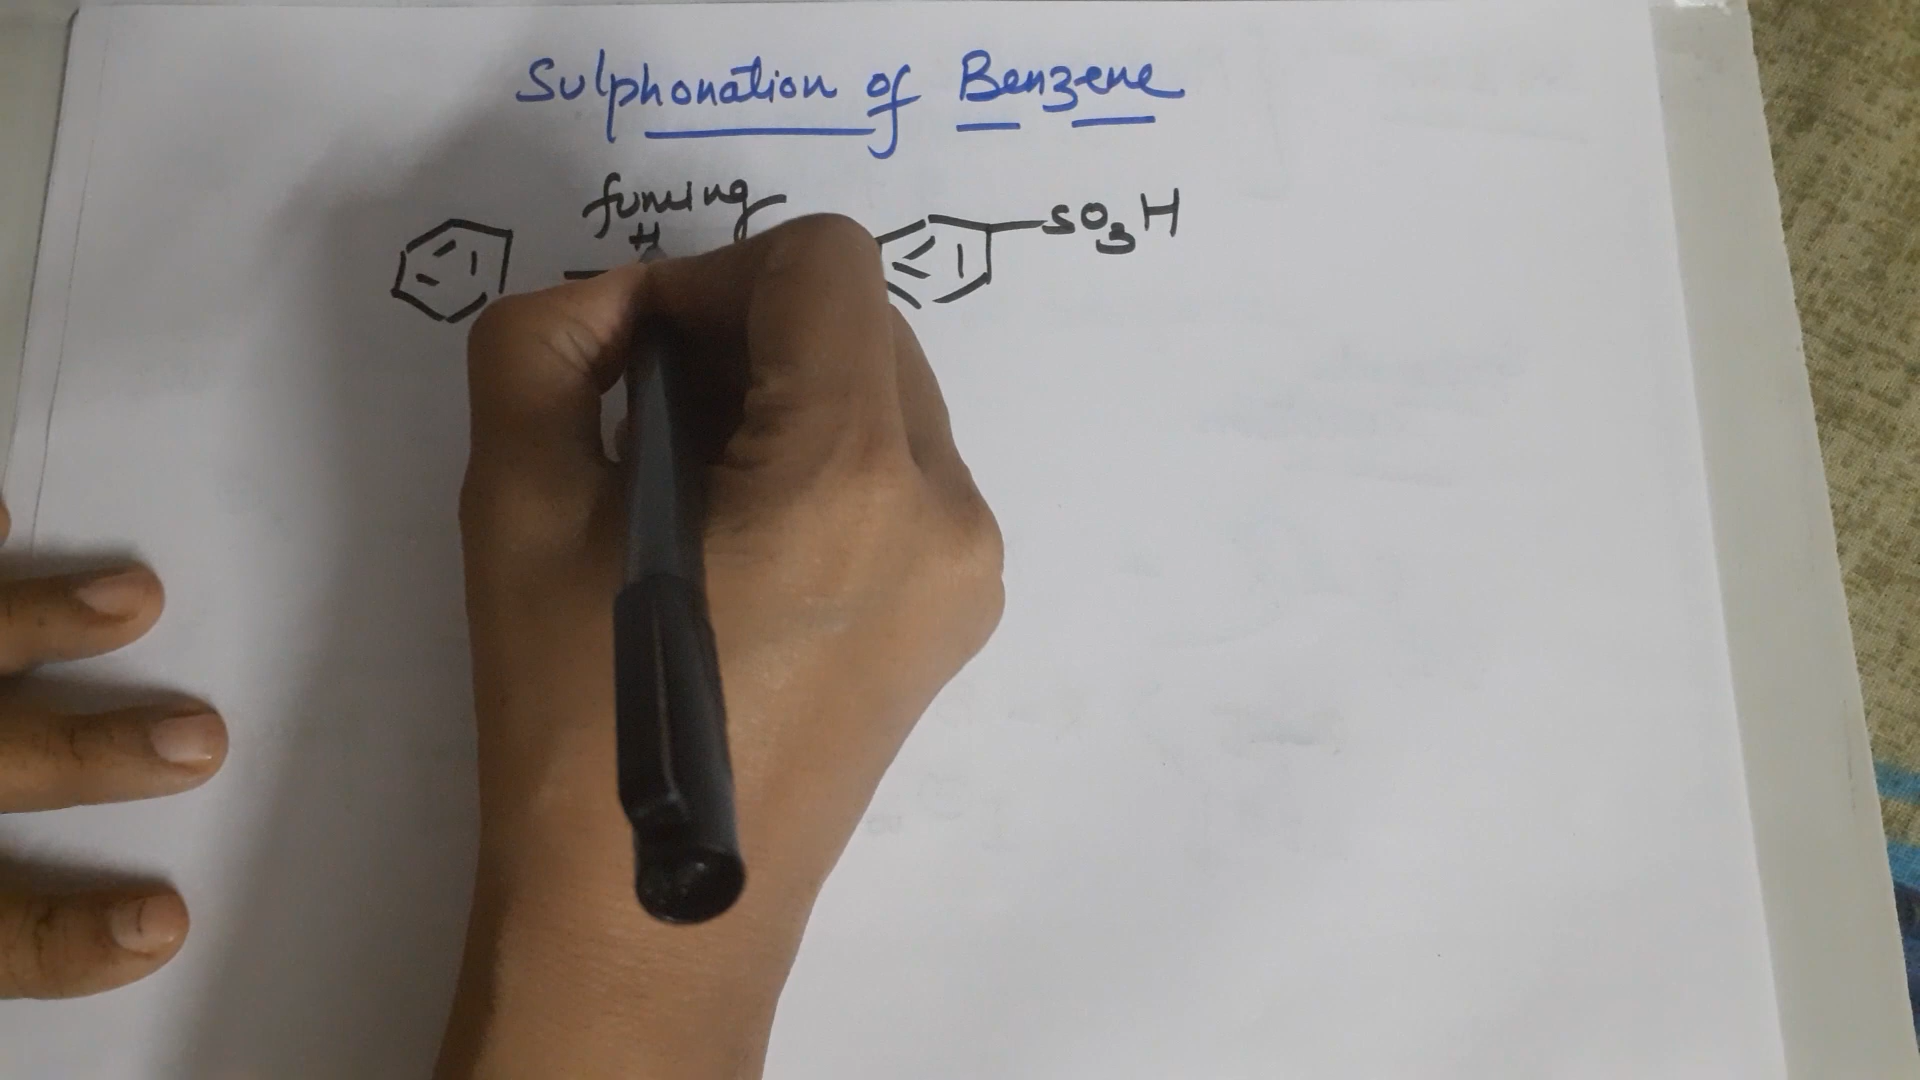 Sulphonation of Benzene
fuming
H
SO3H